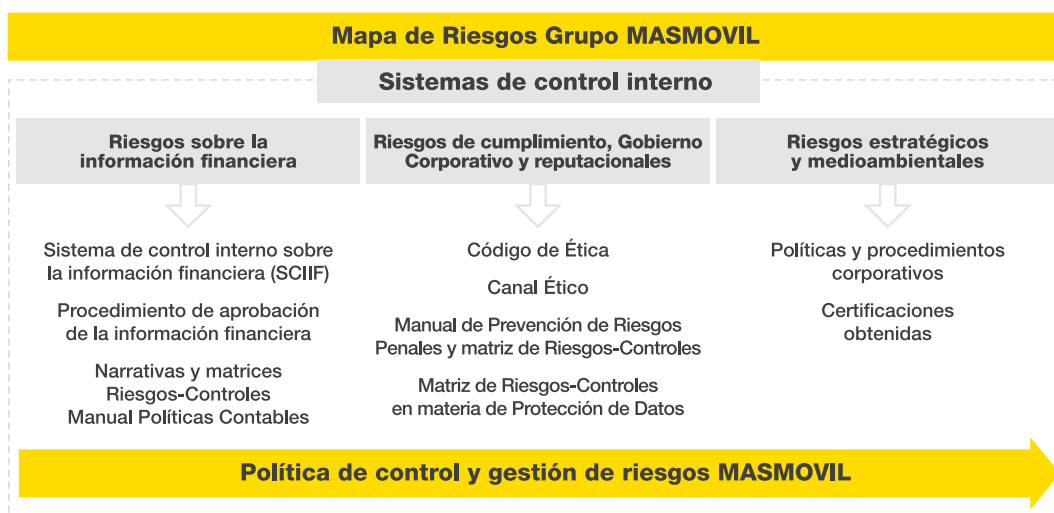 Mapa de Riesgos Grupo MASMOVIL
Sistemas de control interno
Riesgos sobre la
información financiera
Sistema de control interno sobre
la información financiera (SCIIF)
Procedimiento de aprobación
de la información financiera
Narrativas y matrices
Riesgos-Controles
Manual Políticas Contables
Riesgos de cumplimiento, Gobierno
Corporativo y reputacionales
Código de Ética
Canal Ético
Manual de Prevención de Riesgos
Penales y matriz de Riesgos-Controles
Matriz de Riesgos-Controles
en materia de Protección de Datos
Riesgos estratégicos
y medioambientales
Políticas y procedimientos
corporativos
Certificaciones
obtenidas
Política de control y gestión de riesgos MASMOVIL